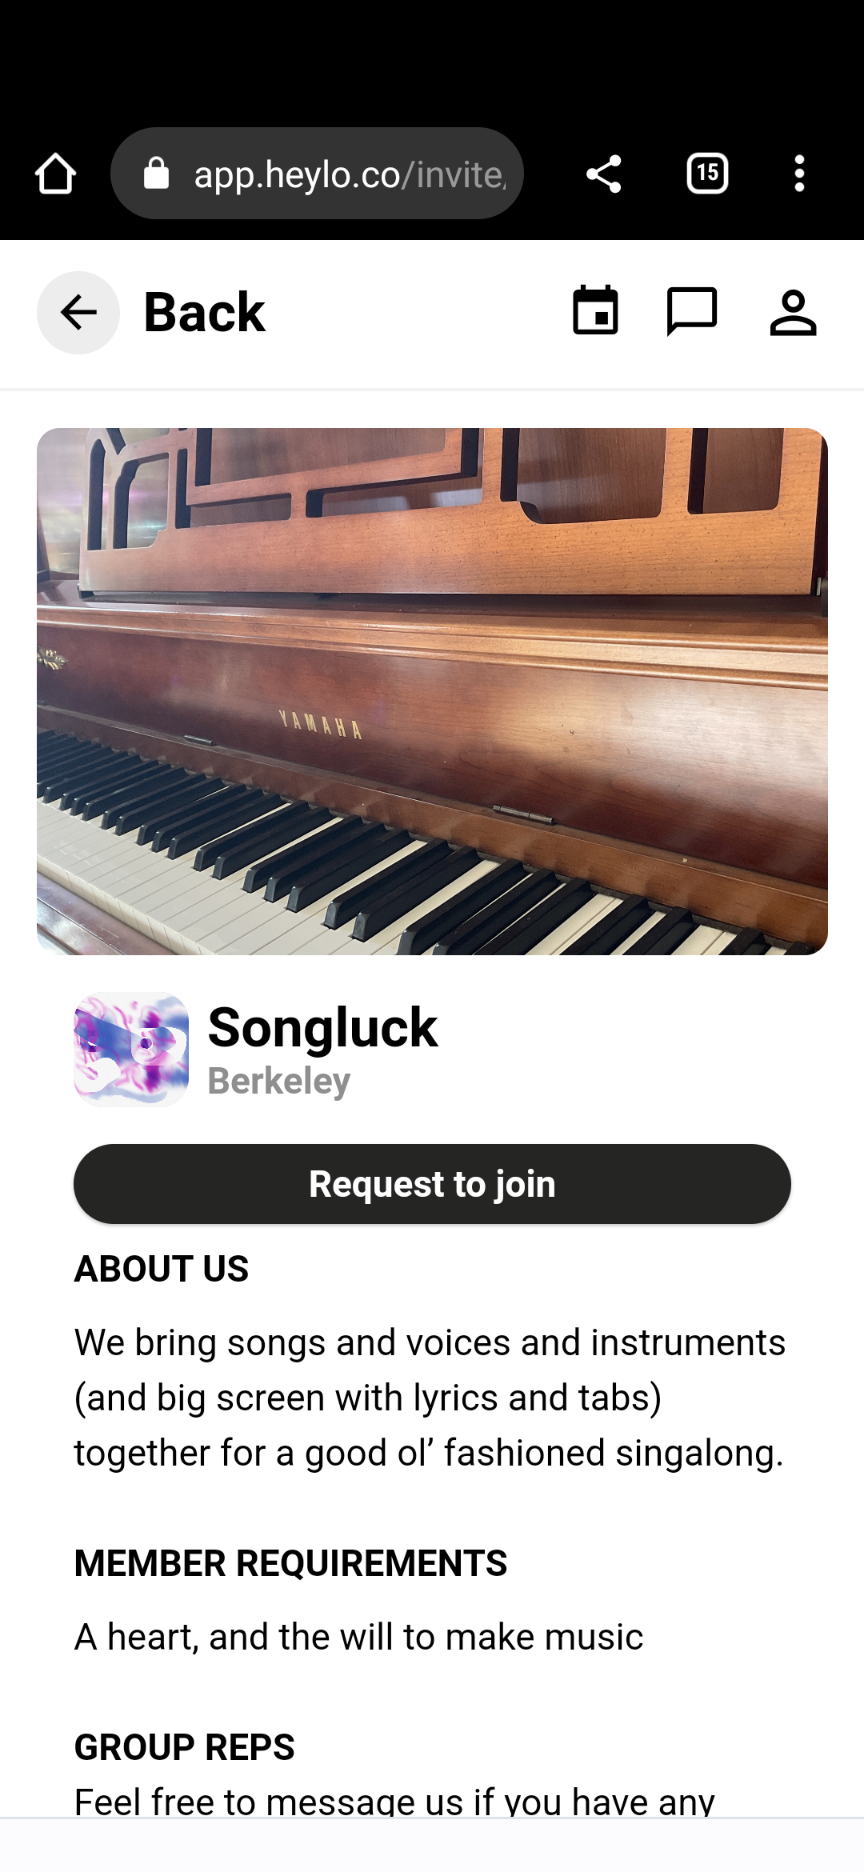 app.heylo.co/invite/
15
Back
YAMAHA
Songluck
Berkeley
Request to join
ABOUT US
We bring songs and voices and instruments
(and big screen with lyrics and tabs)
together for a good ol’ fashioned singalong.
MEMBER REQUIREMENTS
A heart, and the will to make music
GROUP REPS
Feel free to message us if you have any